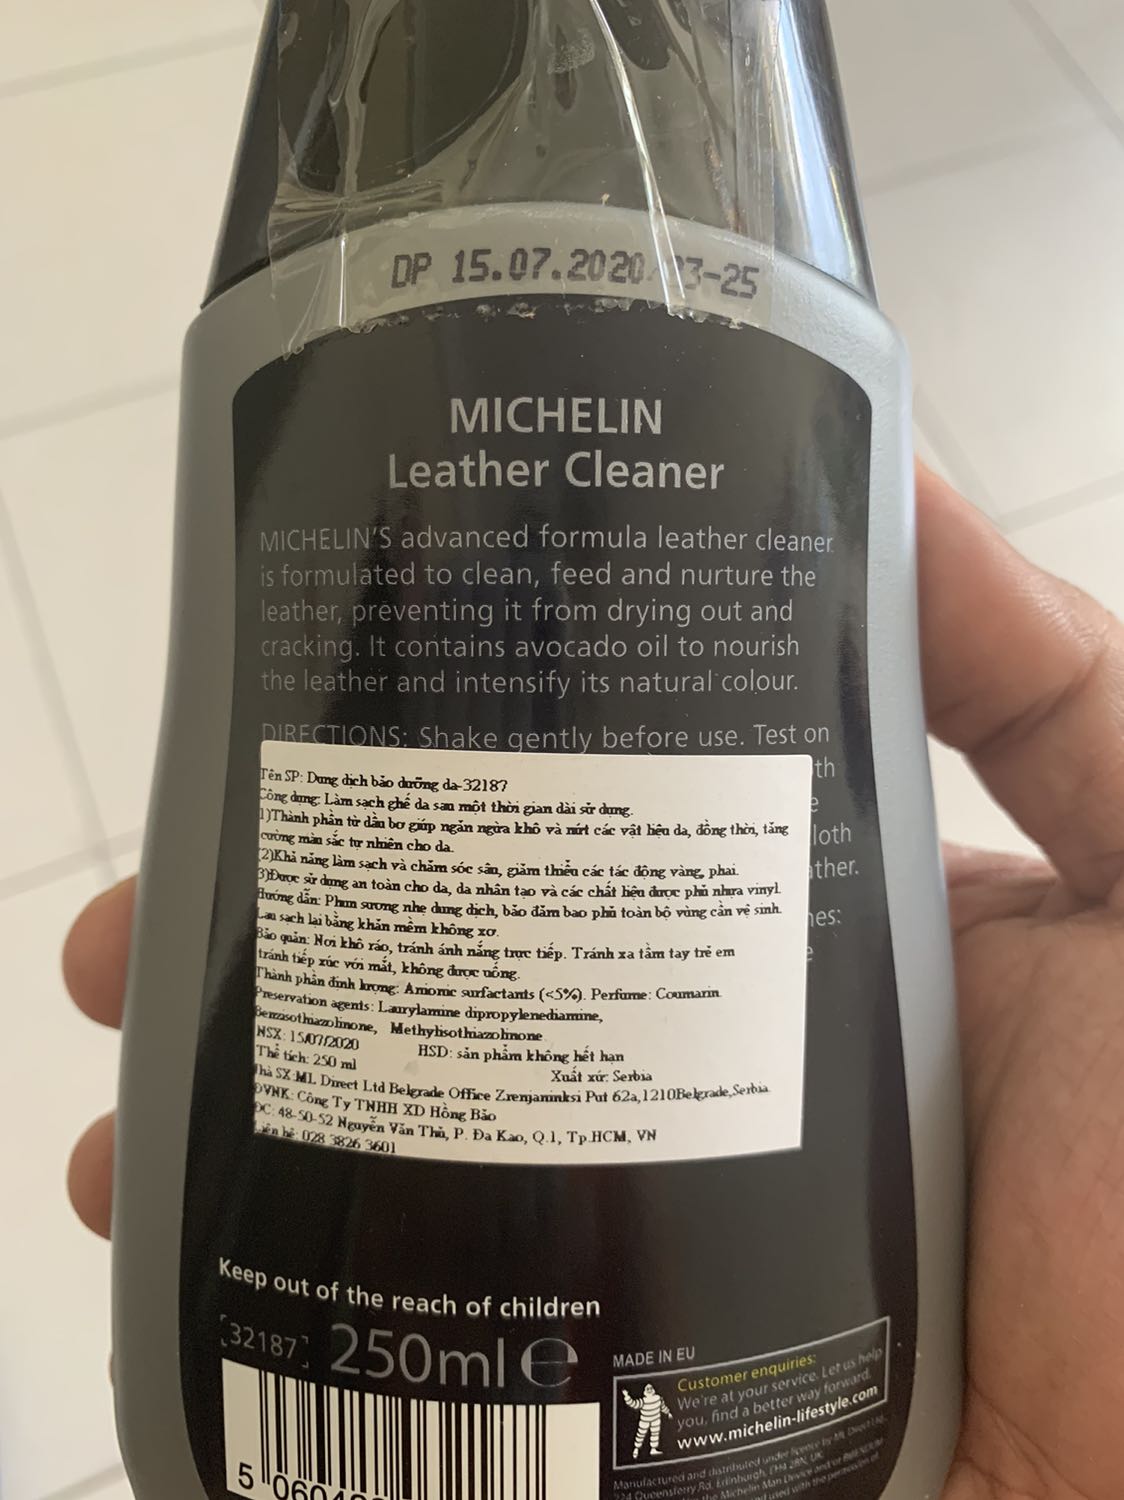 DP 15.07.2020 3-25
MICHELIN
Leather Cleaner
MICHELIN'S advanced formula leather cleaner
is formulated to clean, feed and nurture the
leather, preventing it from drying out and
cracking. It contains avocado oil to nourish
the leather and intensify its natural colour.
DIRECTIONS: Shake gently before use. Test on
Tên SP: Dung dịch bảo dưỡng da-32187
Công dụng: Làm sạch ghế da sau một thời gian dài sử dụng.
1)Thành phần từ dầu bơ giúp ngăn ngừa khô và nứt các vật liệu da, đồng thời, tăng
cường màu sắc tự nhiên cho da.
2)Khả năng làm sạch và chăm sóc sâu, giảm thiểu các tác động vàng, phai.
3)Được sử dụng an toàn cho da, da nhân tạo và các chất liệu được phủ nhựa vinyl.
Hướng dẫn: Phun sương nhẹ dung dịch, bảo đảm bao phủ toàn bộ vùng cần vệ sinh.
Lau sạch lại bằng khăn mềm không xơ.
Bảo quản: Nơi khô ráo, tránh ánh nắng trực tiếp. Tránh xa tầm tay trẻ em
tránh tiếp xúc với mắt, không được uống.
Thành phần định lượng: Anionic surfactants (<5%). Perfume: Coumarin.
Preservation agents: Laurylamine dipropylenediamine,
Benzisothiazolinone, Methylisothiazolinone.
NSX: 15/07/2020 HSD: sản phẩm không hết hạn
Thể tích: 250 ml Xuất xứ: Serbia
Nhà SX:ML Direct Ltd Belgrade Office Zrenjaninksi Put 62a,1210Belgrade,Serbia
ĐVNK: Công Ty TNHH XD Hồng Bảo
ĐC: 48-50-52 Nguyễn Văn Thủ, P. Đa Kao, Q.1, Tp.HCM, VN
Liên hệ: 028 3826 3601
Keep out of the reach of children
[32187] 250ml e
MADE IN EU
Customer enquiries:
We're at your service. Let us help
you, find a better way forward.
www.michelin-lifestyle.com
Manufactured and distributed under licence by ML Direct Ltd.